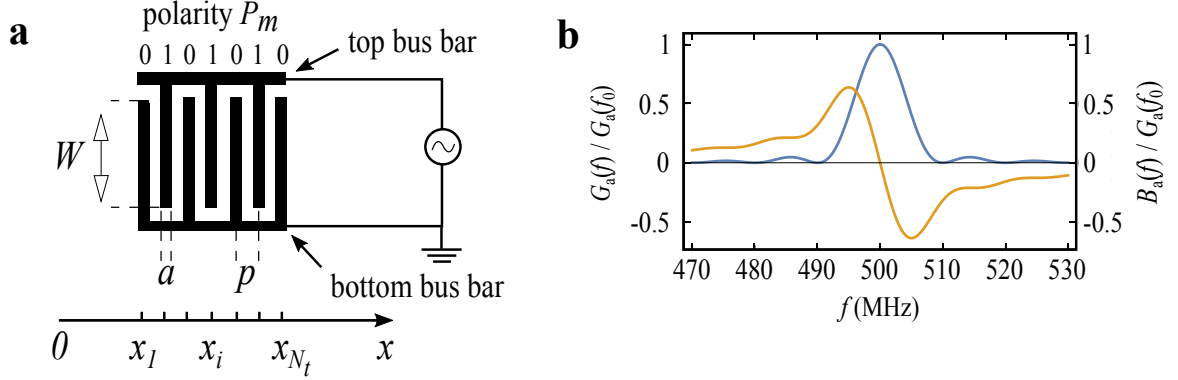 a
polarity P_m
0 1 0 1 0 1 0
top bus bar
W
a
p
bottom bus bar
0
x_1
x_i
x_{N_t}
x
b
G_a(f) / G_a(f_0)
1
0.5
0
-0.5
1
0.5
0
-0.5
B_a(f) / G_a(f_0)
470 480 490 500 510 520 530
f (MHz)